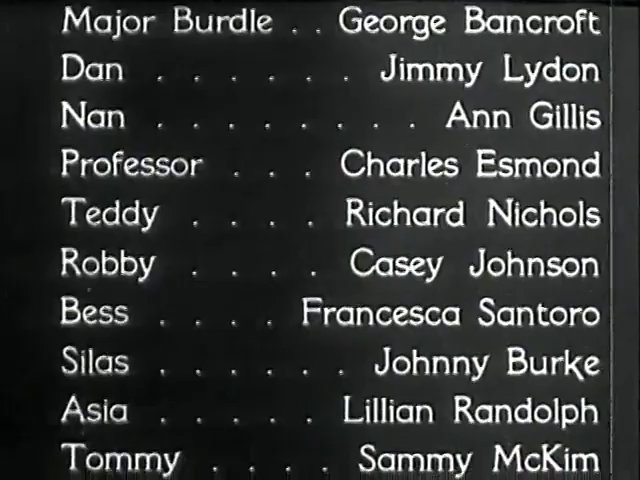 Major Burdle . . George Bancroft
Dan . . . . . . Jimmy Lydon
Nan . . . . . . . . Ann Gillis
Professor . . . Charles Esmond
Teddy . . . . Richard Nichols
Robby . . . . Casey Johnson
Bess . . . . Francesca Santoro
Silas . . . . . . Johnny Burke
Asia . . . . . Lillian Randolph
Tommy . . . . Sammy McKim